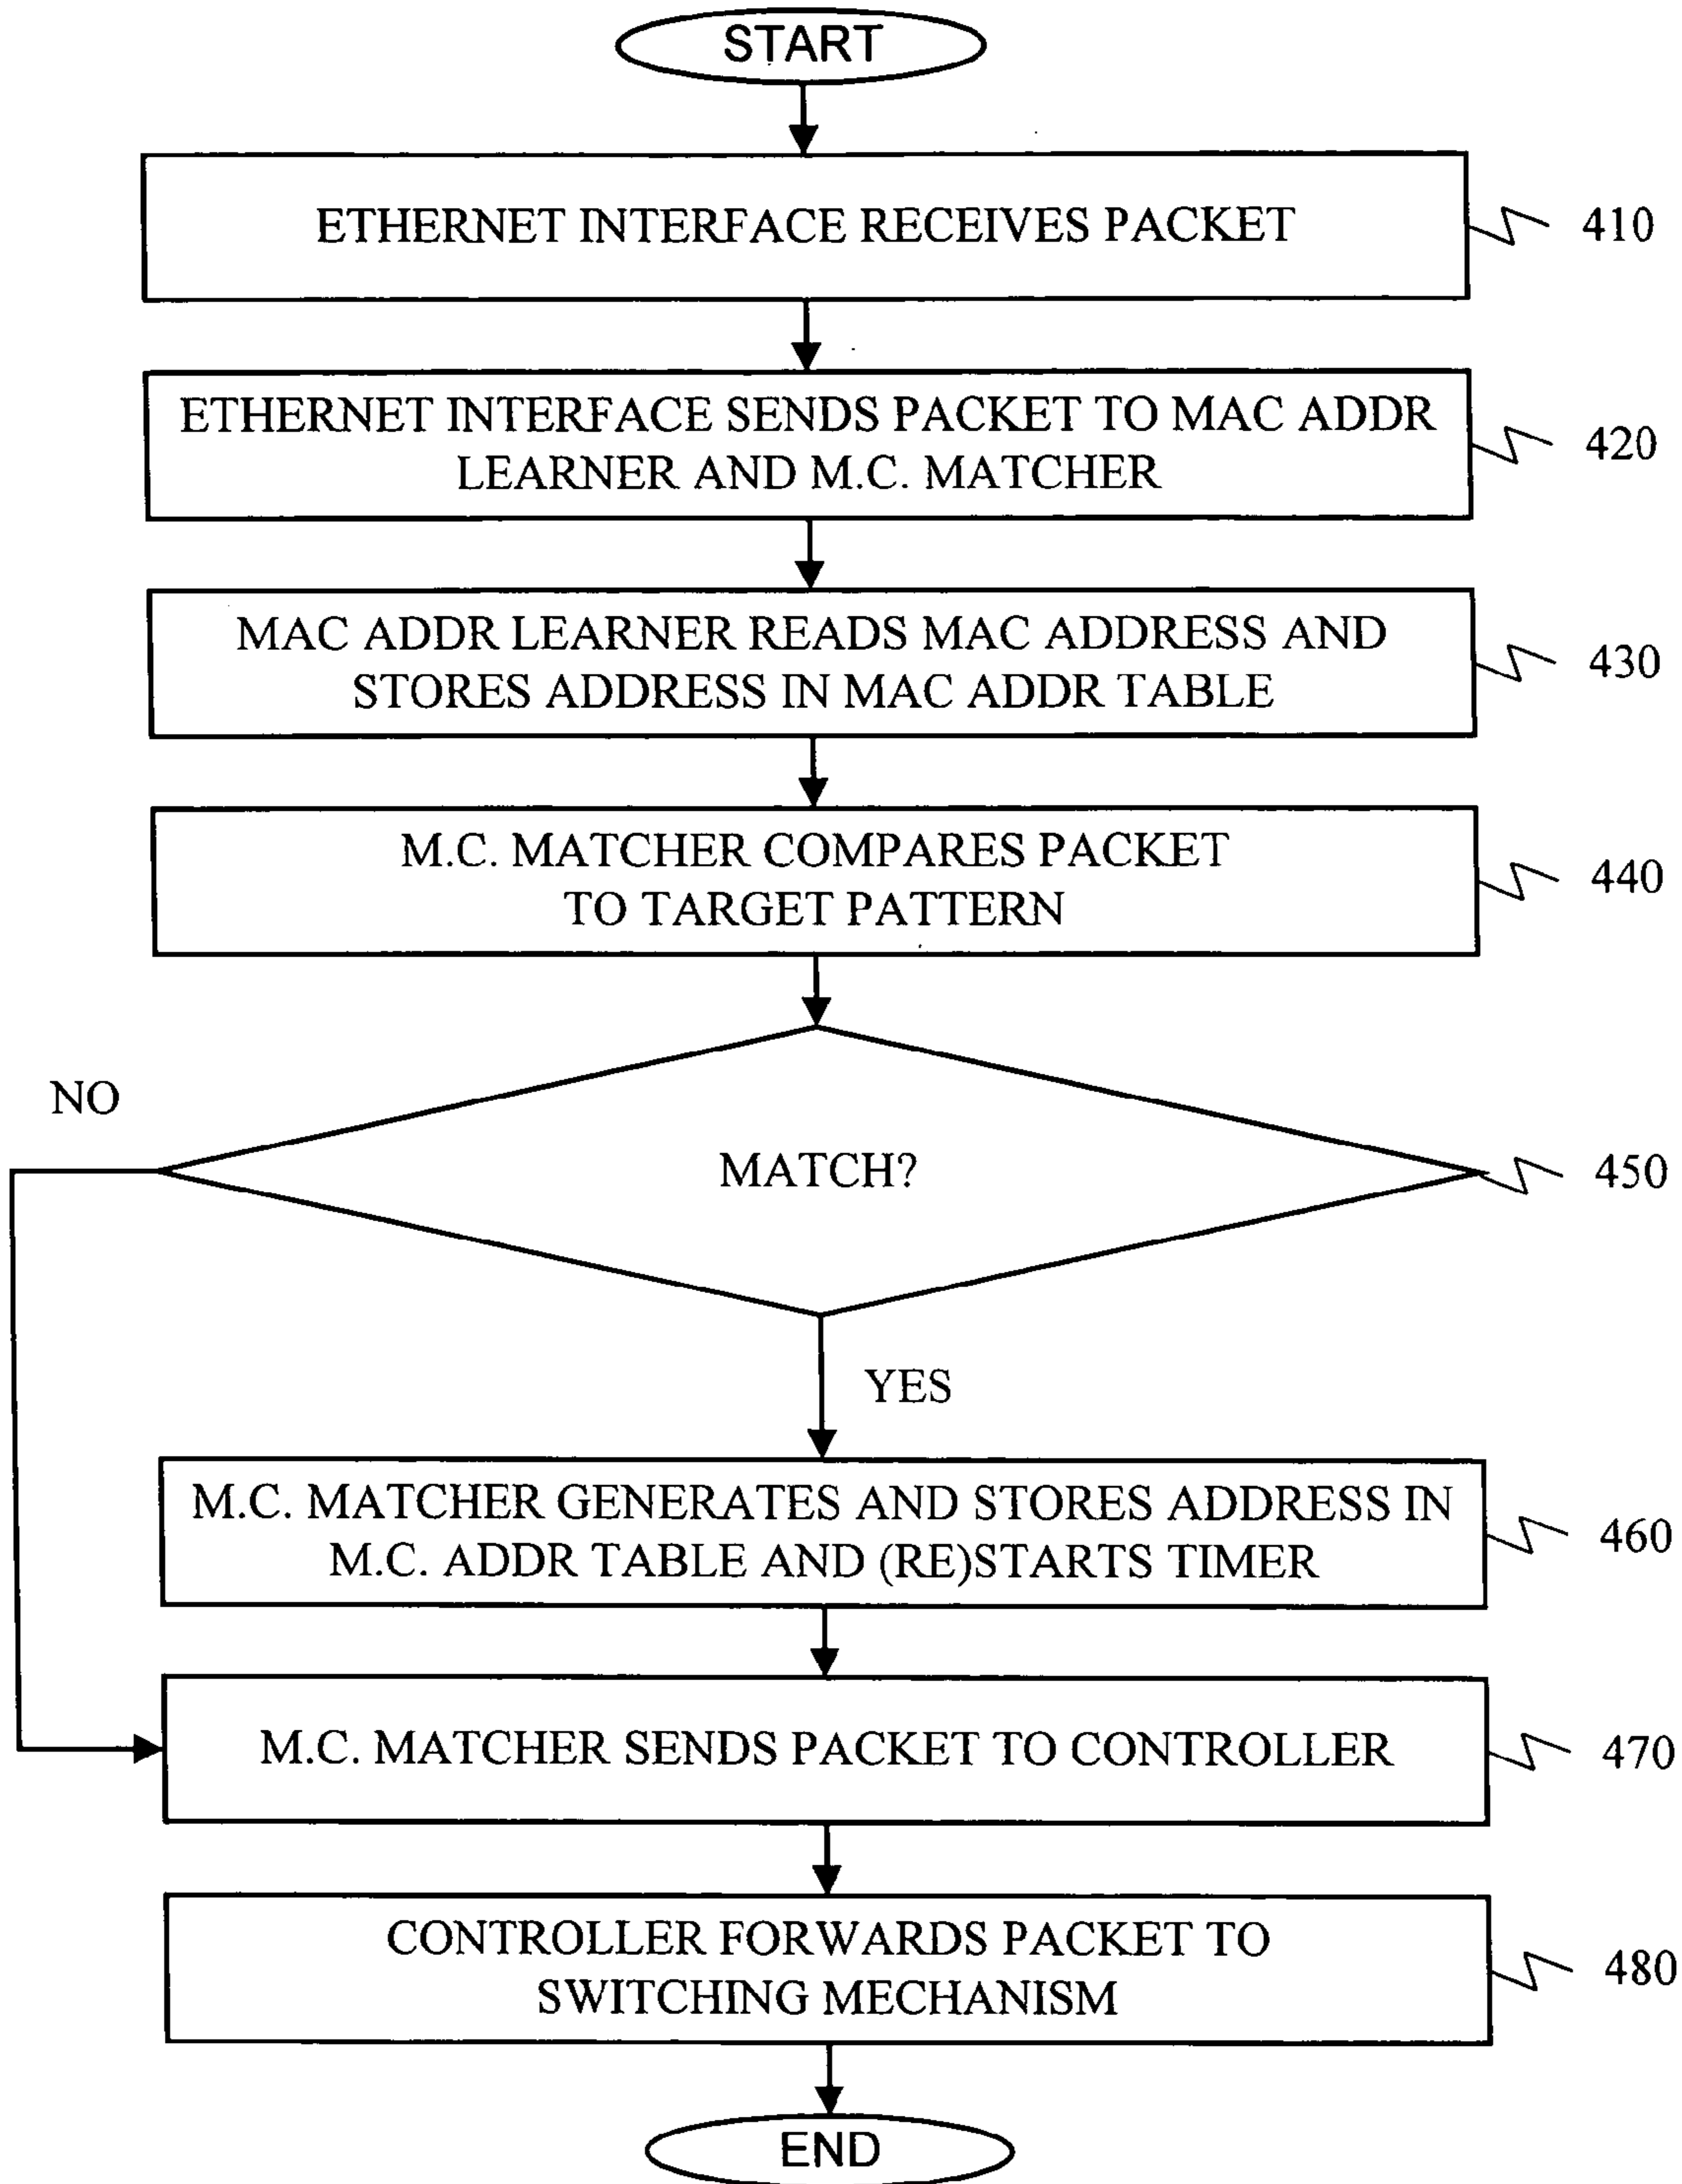 START
ETHERNET INTERFACE RECEIVES PACKET
410
ETHERNET INTERFACE SENDS PACKET TO MAC ADDR
LEARNER AND M.C. MATCHER
420
MAC ADDR LEARNER READS MAC ADDRESS AND
STORES ADDRESS IN MAC ADDR TABLE
430
M.C. MATCHER COMPARES PACKET
TO TARGET PATTERN
440
NO
MATCH?
450
YES
M.C. MATCHER GENERATES AND STORES ADDRESS IN
M.C. ADDR TABLE AND (RE)STARTS TIMER
460
M.C. MATCHER SENDS PACKET TO CONTROLLER
470
CONTROLLER FORWARDS PACKET TO
SWITCHING MECHANISM
480
END